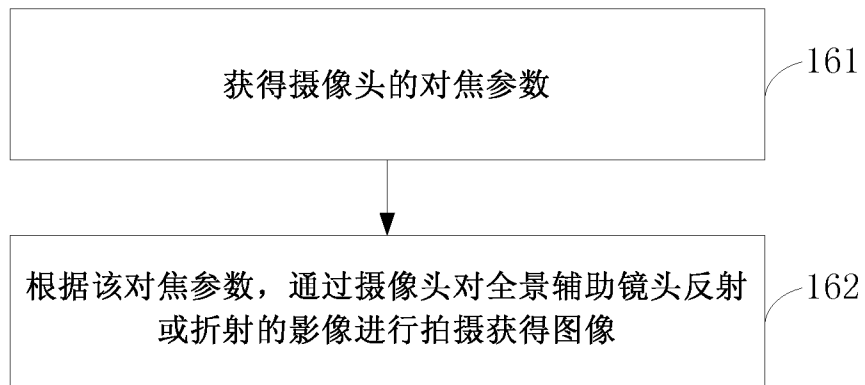 获得摄像头的对焦参数
161
根据该对焦参数，通过摄像头对全景辅助镜头反射
或折射的影像进行拍摄获得图像
162